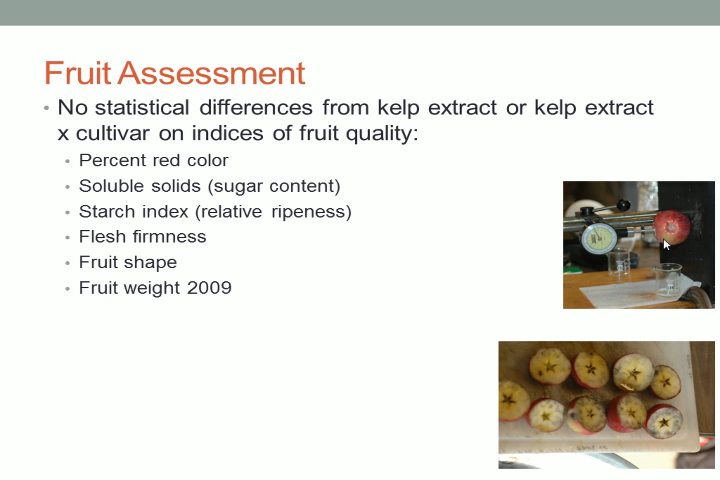 Fruit Assessment
• No statistical differences from kelp extract or kelp extract
x cultivar on indices of fruit quality:
• Percent red color
• Soluble solids (sugar content)
• Starch index (relative ripeness)
• Flesh firmness
• Fruit shape
• Fruit weight 2009